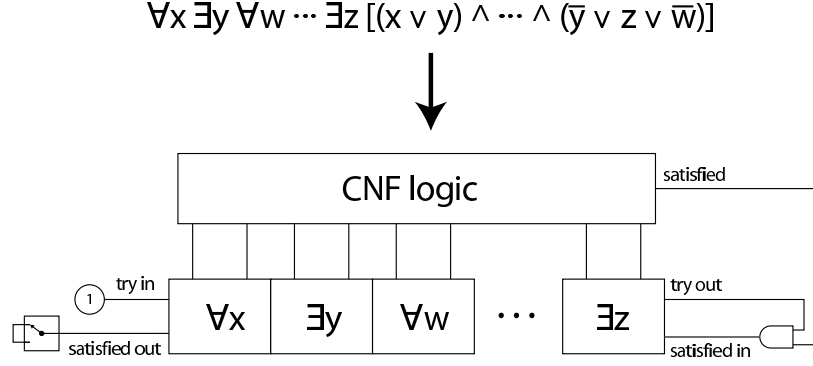 ∀x ∃y ∀w ··· ∃z [(x ∨ y) ∧ ··· ∧ (y̅ ∨ z ∨ w̅)]
CNF logic
satisfied
try in
1
satisfied out
∀x
∃y
∀w
···
∃z
try out
satisfied in